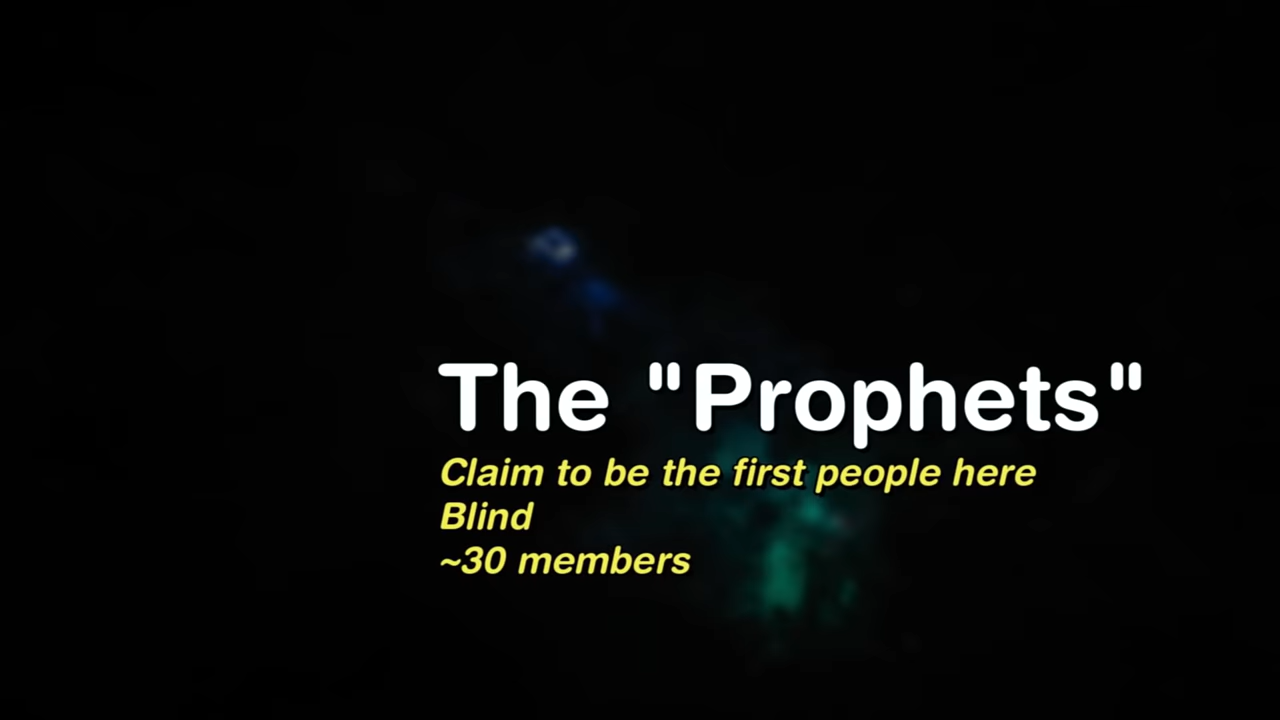 The "Prophets"
Claim to be the first people here
Blind
~30 members